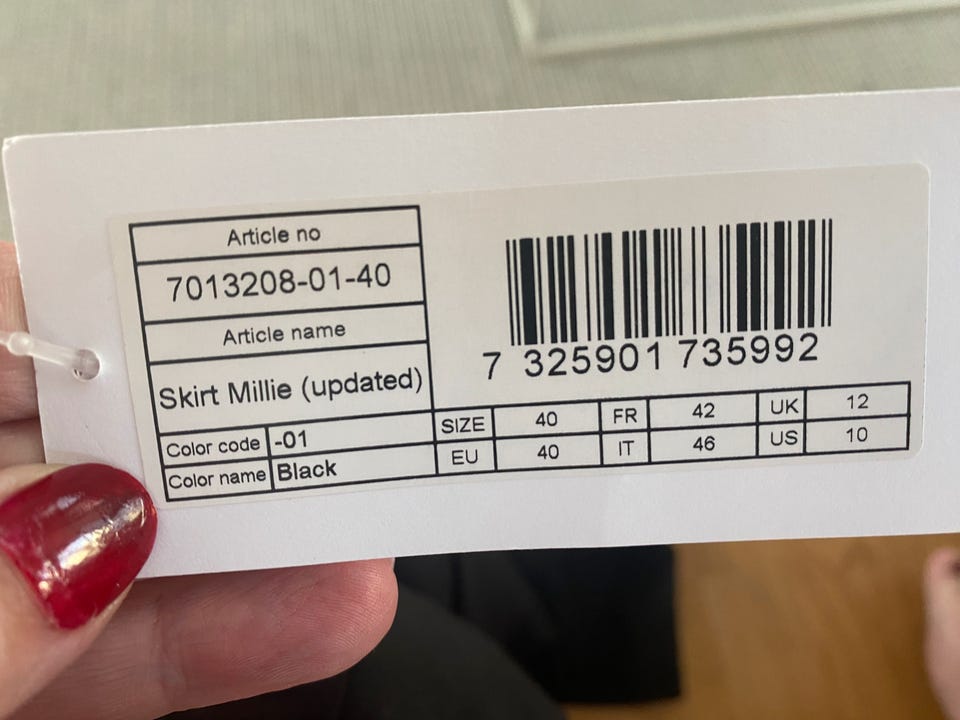 Article no
7013208-01-40
Article name
Skirt Millie (updated)
Color code -01
Color name Black
7 325901 735992
SIZE 40 FR 42 UK 12
EU 40 IT 46 US 10